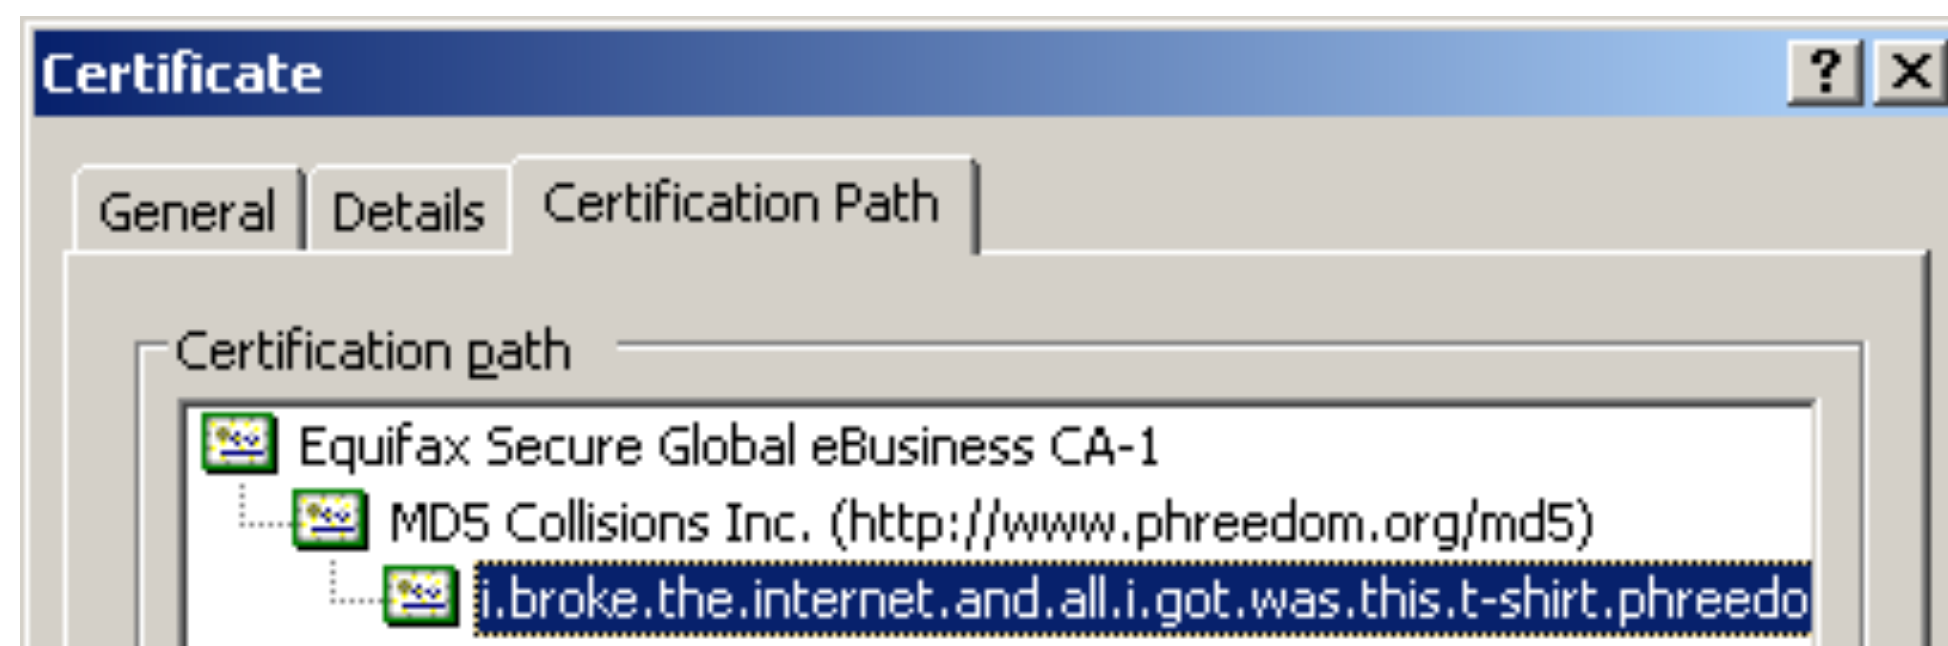 Certificate
General Details Certification Path
Certification path
Equifax Secure Global eBusiness CA-1
MD5 Collisions Inc. (http://www.phreedom.org/md5)
i.broke.the.internet.and.all.i.got.was.this.t-shirt.phreedo